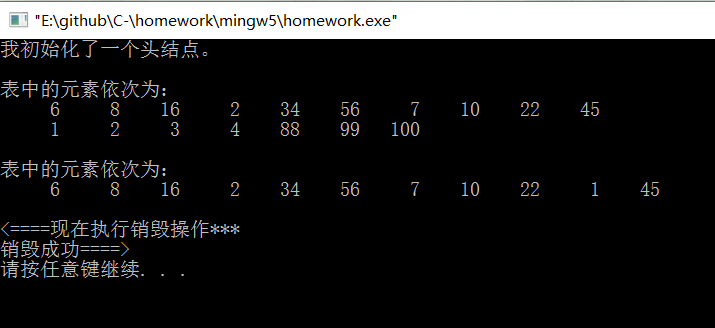 "E:\github\C-\homework\mingw5\homework.exe"
我初始化了一个头结点。
表中的元素依次为:
6 8 16 2 34 56 7 10 22 45
1 2 3 4 88 99 100
表中的元素依次为:
6 8 16 2 34 56 7 10 22 1 45
<====现在执行销毁操作***
销毁成功====>
请按任意键继续. . .